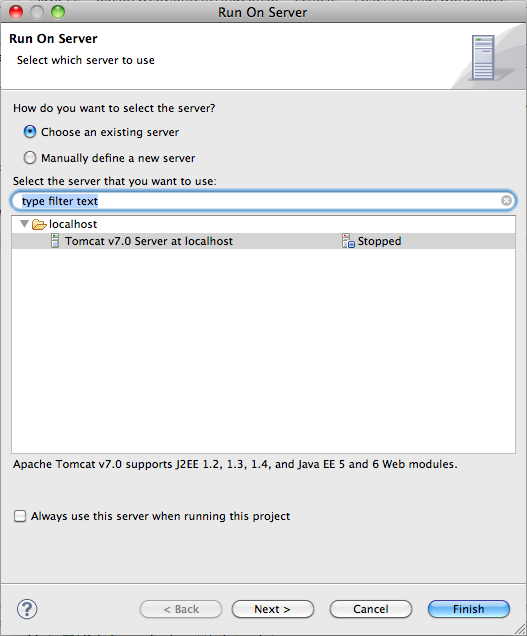 Run On Server
Run On Server
Select which server to use
How do you want to select the server?
Choose an existing server
Manually define a new server
Select the server that you want to use:
type filter text
localhost
Tomcat v7.0 Server at localhost Stopped
Apache Tomcat v7.0 supports J2EE 1.2, 1.3, 1.4, and Java EE 5 and 6 Web modules.
Always use this server when running this project
? < Back Next > Cancel Finish